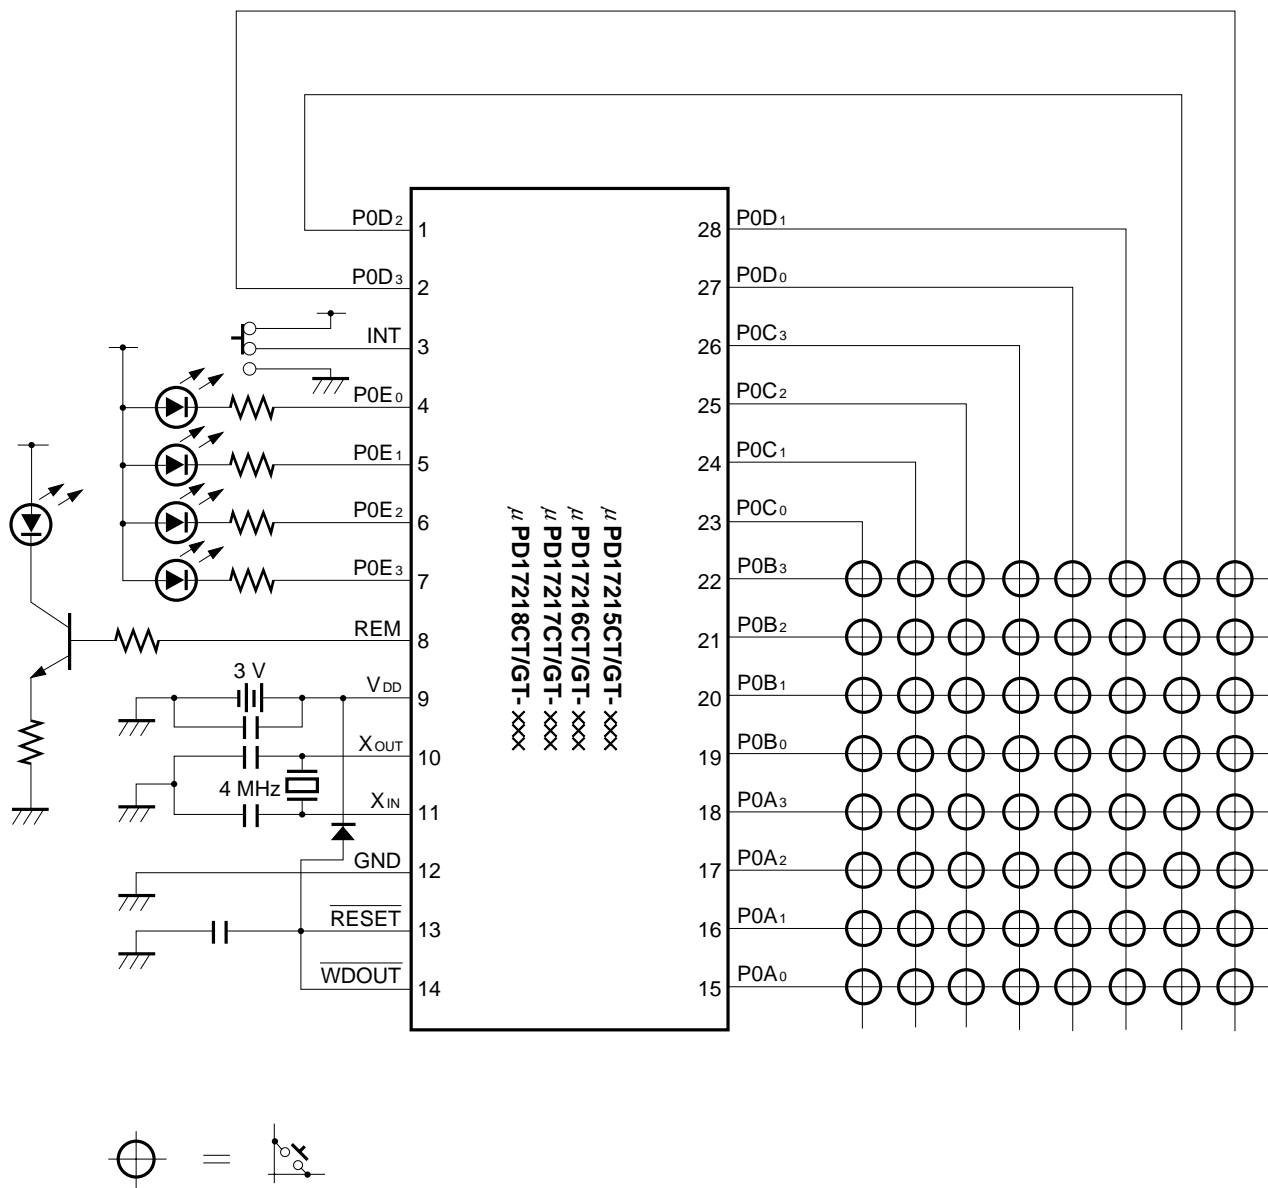 P0D2
1
P0D3
2
INT
3
P0E0
4
P0E1
5
P0E2
6
P0E3
7
REM
8
3 V
VDD
9
XOUT
10
4 MHz
XIN
11
GND
12
RESET
13
WDOUT
14
μPD17215CT/GT-×××
μPD17216CT/GT-×××
μPD17217CT/GT-×××
μPD17218CT/GT-×××
28
P0D1
27
P0D0
26
P0C3
25
P0C2
24
P0C1
23
P0C0
22
P0B3
21
P0B2
20
P0B1
19
P0B0
18
P0A3
17
P0A2
16
P0A1
15
P0A0
=